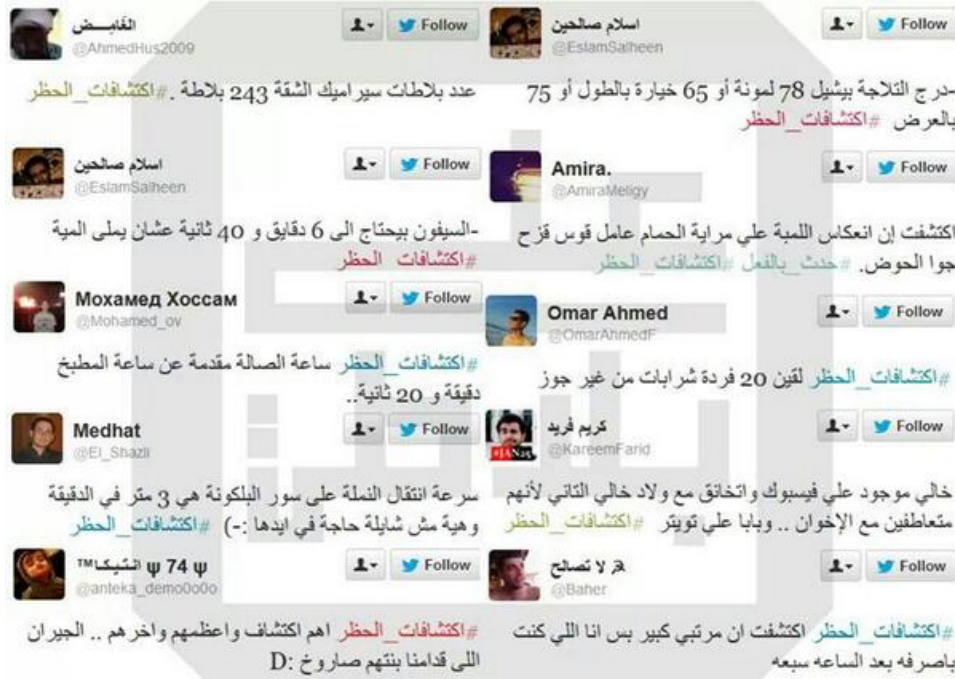 اسلام صالحين
@EslamSalheen
Follow
-درج التلاجة بيشيل 78 لمونة أو 65 خيارة بالطول أو 75
بالعرض #اكتشافات_الحظر
الغامـــض
@AhmedHus2009
Follow
عدد بلاطات سيراميك الشقة 243 بلاطة .#اكتشافات_الحظر
Amira.
@AmiraMeligy
Follow
اكتشفت إن انعكاس اللمبة علي مراية الحمام عامل قوس قزح
جوا الحوض. #حدث_بالفعل #اكتشافات_الحظر
اسلام صالحين
@EslamSalheen
Follow
-السيفون بيحتاج الى 6 دقايق و 40 ثانية عشان يملى المية
#اكتشافات_الحظر
Omar Ahmed
@OmarAhmedF
Follow
#اكتشافات_الحظر لقين 20 فردة شرابات من غير جوز
Мохамед Хоссам
@Mohamed_ov
Follow
#اكتشافات_الحظر ساعة الصالة مقدمة عن ساعة المطبخ
دقيقة و 20 ثانية..
كريم فريد
@KareemFarid
Follow
#JAN25
خالي موجود علي فيسبوك واتخانق مع ولاد خالي التاني لأنهم
متعاطفين مع الإخوان .. وبابا علي تويتر #اكتشافات_الحظر
Medhat
@El_Shazli
Follow
سرعة انتقال النملة على سور البلكونة هي 3 متر في الدقيقة
وهية مش شايلة حاجة في ايدها :-) #اكتشافات_الحظر
لا تصالح
@Baher
Follow
#اكتشافات_الحظر اكتشفت ان مرتبي كبير بس انا اللي كنت
باصرفه بعد الساعه سبعه
ψ 74 ψ انتيكا™
@anteka_demo0o0o
Follow
#اكتشافات_الحظر اهم اكتشاف واعظمهم واخرهم .. الجيران
اللى قدامنا بنتهم صاروخ :D